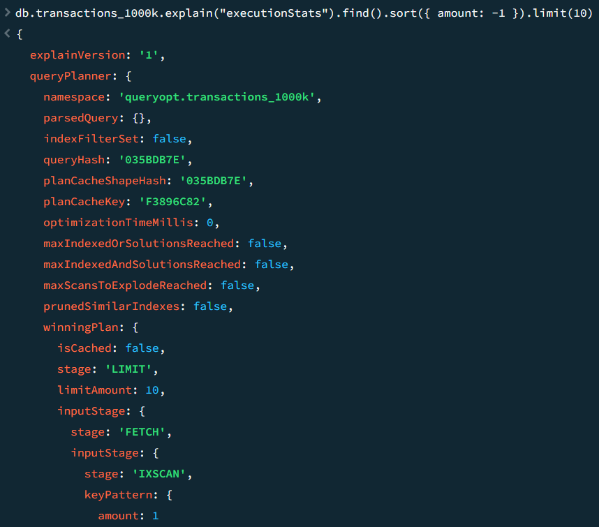 > db.transactions_1000k.explain("executionStats").find().sort({ amount: -1 }).limit(10)
< {
explainVersion: '1',
queryPlanner: {
namespace: 'queryopt.transactions_1000k',
parsedQuery: {},
indexFilterSet: false,
queryHash: '035BDB7E',
planCacheShapeHash: '035BDB7E',
planCacheKey: 'F3896C82',
optimizationTimeMillis: 0,
maxIndexedOrSolutionsReached: false,
maxIndexedAndSolutionsReached: false,
maxScansToExplodeReached: false,
prunedSimilarIndexes: false,
winningPlan: {
isCached: false,
stage: 'LIMIT',
limitAmount: 10,
inputStage: {
stage: 'FETCH',
inputStage: {
stage: 'IXSCAN',
keyPattern: {
amount: 1